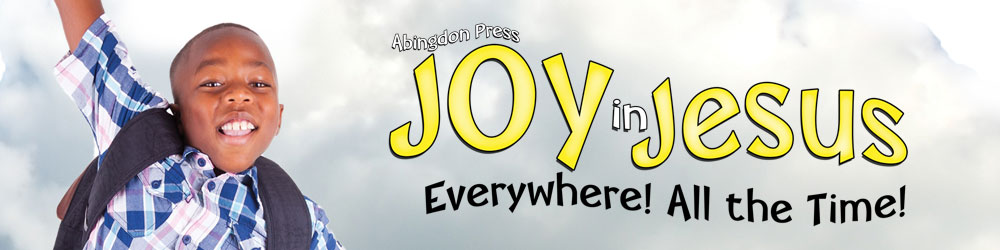 Abingdon Press
JOY in Jesus
Everywhere! All the Time!